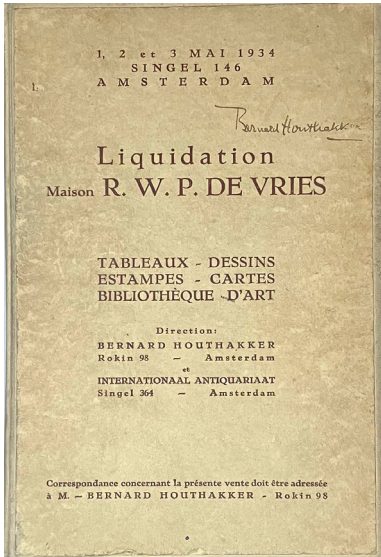 1, 2 et 3 MAI 1934
SINGEL 146
AMSTERDAM
1.
Bernard Houthakker
Liquidation
Maison R. W. P. DE VRIES
TABLEAUX - DESSINS
ESTAMPES - CARTES
BIBLIOTHÈQUE D'ART
Direction:
BERNARD HOUTHAKKER
Rokin 98 — Amsterdam
et
INTERNATIONAAL ANTIQUARIAAT
Singel 364 — Amsterdam
Correspondance concernant la présente vente doit être adressée
à M. — BERNARD HOUTHAKKER - Rokin 98